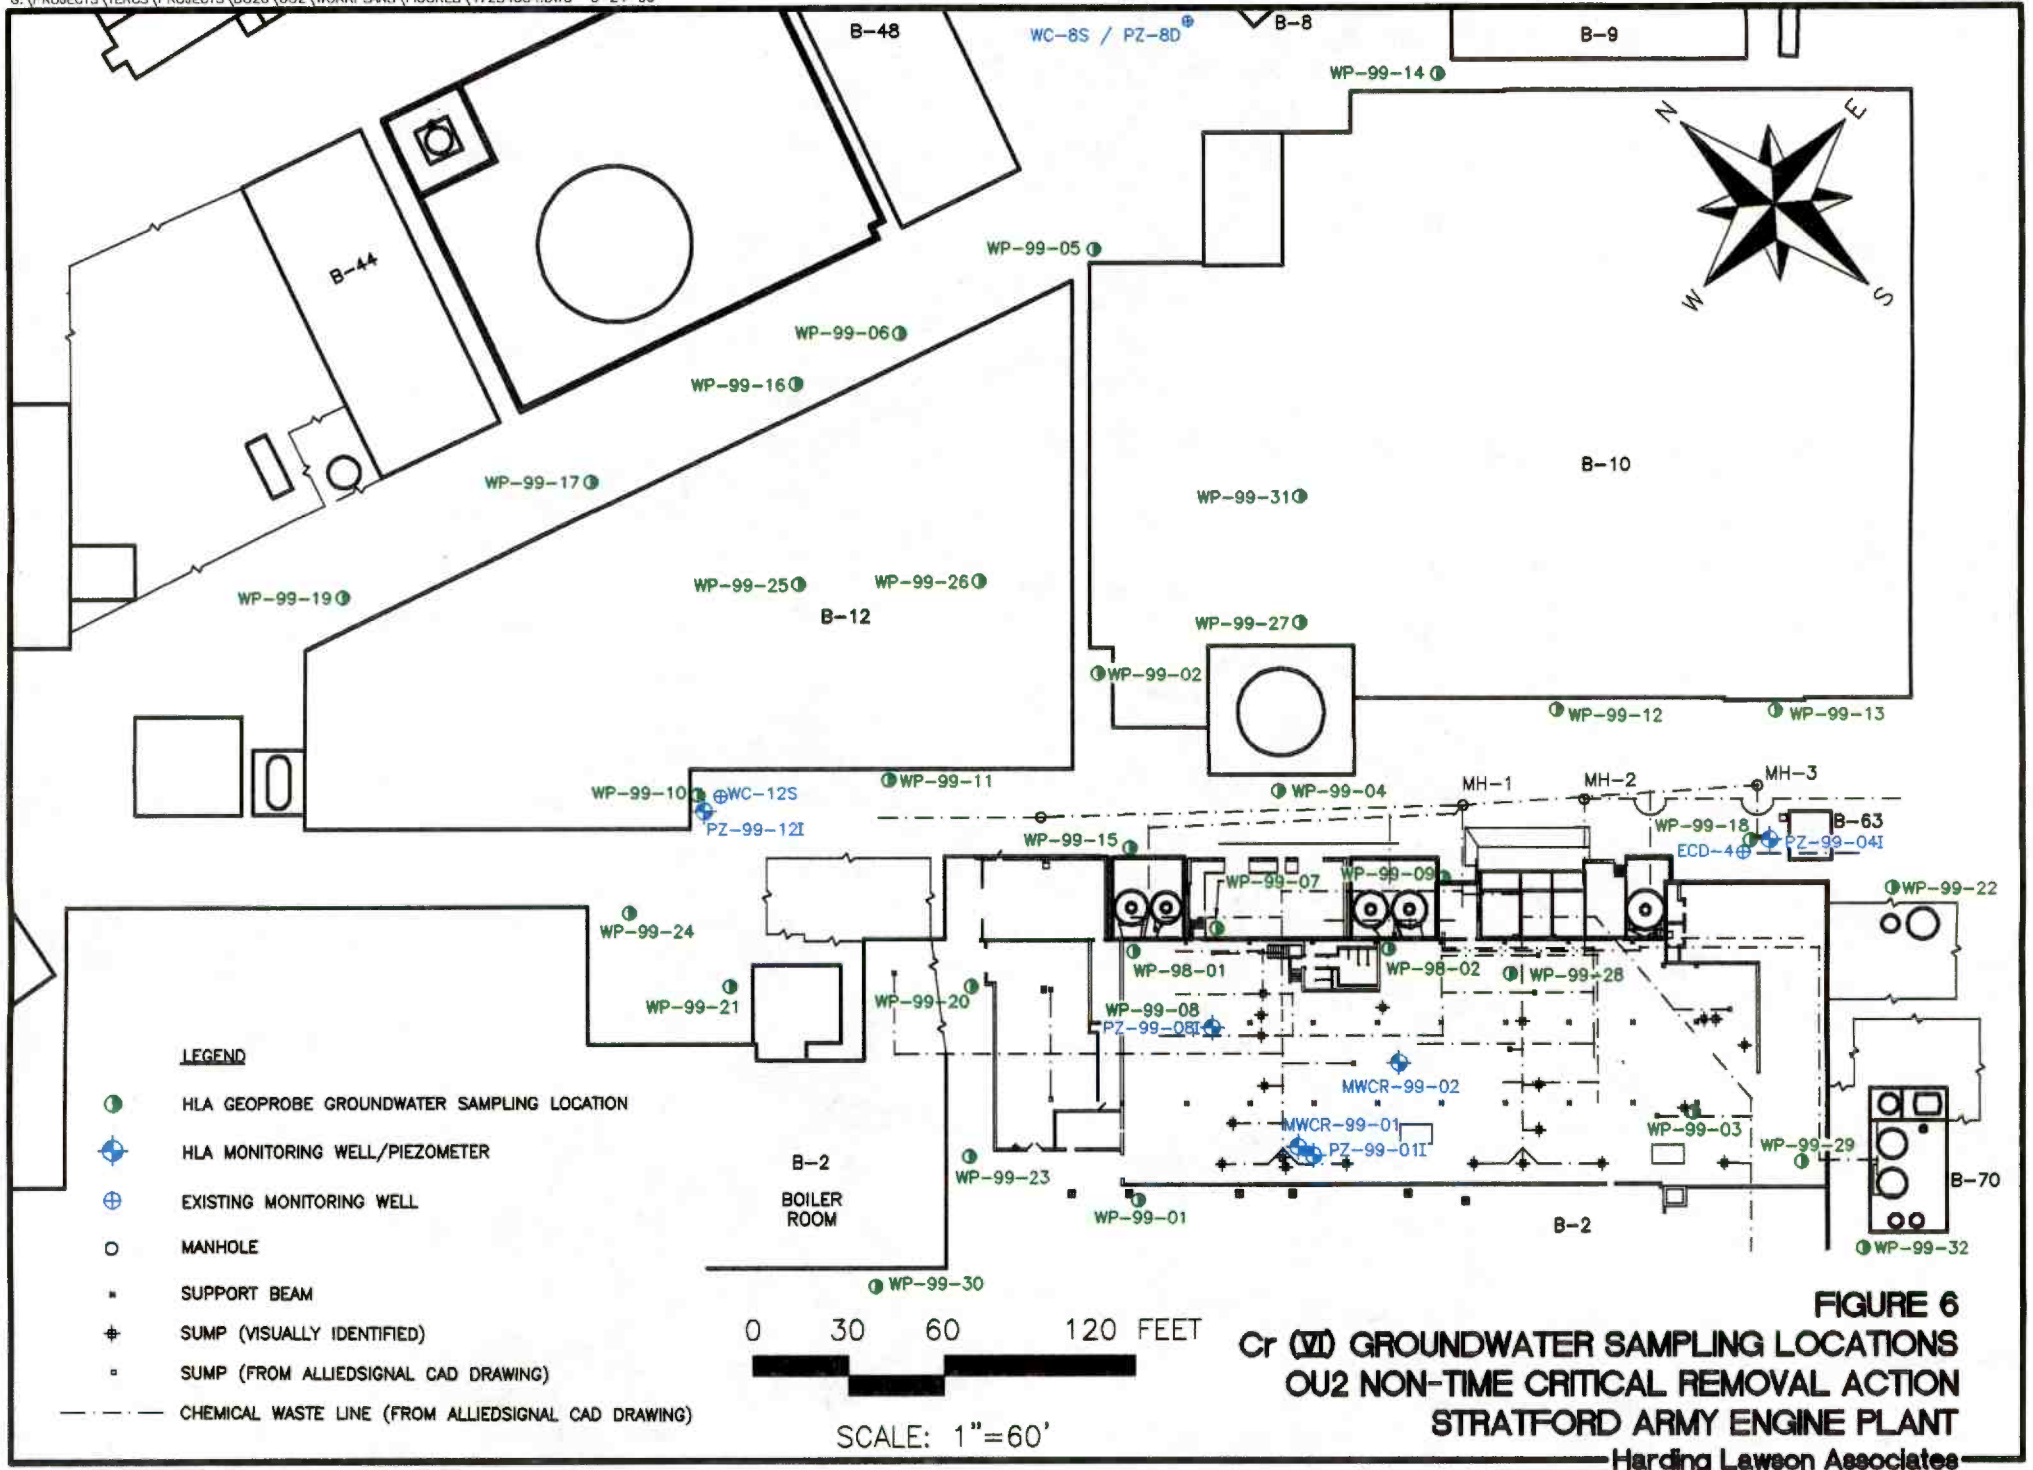 B-48
WC-8S / PZ-8D
B-8
B-9
WP-99-14
N
E
W
S
B-44
WP-99-05
WP-99-06
WP-99-16
B-10
WP-99-17
WP-99-31
WP-99-25
WP-99-26
WP-99-19
B-12
WP-99-27
WP-99-02
WP-99-12
WP-99-13
WP-99-10
WC-12S
WP-99-11
WP-99-04
MH-1
MH-2
MH-3
PZ-99-12I
WP-99-15
WP-99-18
B-63
ECD-4
PZ-99-04I
WP-99-07
WP-99-09
WP-99-22
WP-99-24
WP-98-01
WP-98-02
WP-99-28
WP-99-21
WP-99-20
WP-99-08
PZ-99-08I
MWCR-99-02
MWCR-99-01
PZ-99-01I
WP-99-03
WP-99-29
B-70
WP-99-23
WP-99-01
B-2
WP-99-32
B-2
BOILER
ROOM
WP-99-30
LEGEND
HLA GEOPROBE GROUNDWATER SAMPLING LOCATION
HLA MONITORING WELL/PIEZOMETER
EXISTING MONITORING WELL
MANHOLE
SUPPORT BEAM
SUMP (VISUALLY IDENTIFIED)
SUMP (FROM ALLIEDSIGNAL CAD DRAWING)
CHEMICAL WASTE LINE (FROM ALLIEDSIGNAL CAD DRAWING)
0 30 60 120 FEET
SCALE: 1"=60'
FIGURE 6
Cr (VI) GROUNDWATER SAMPLING LOCATIONS
OU2 NON-TIME CRITICAL REMOVAL ACTION
STRATFORD ARMY ENGINE PLANT
Harding Lawson Associates